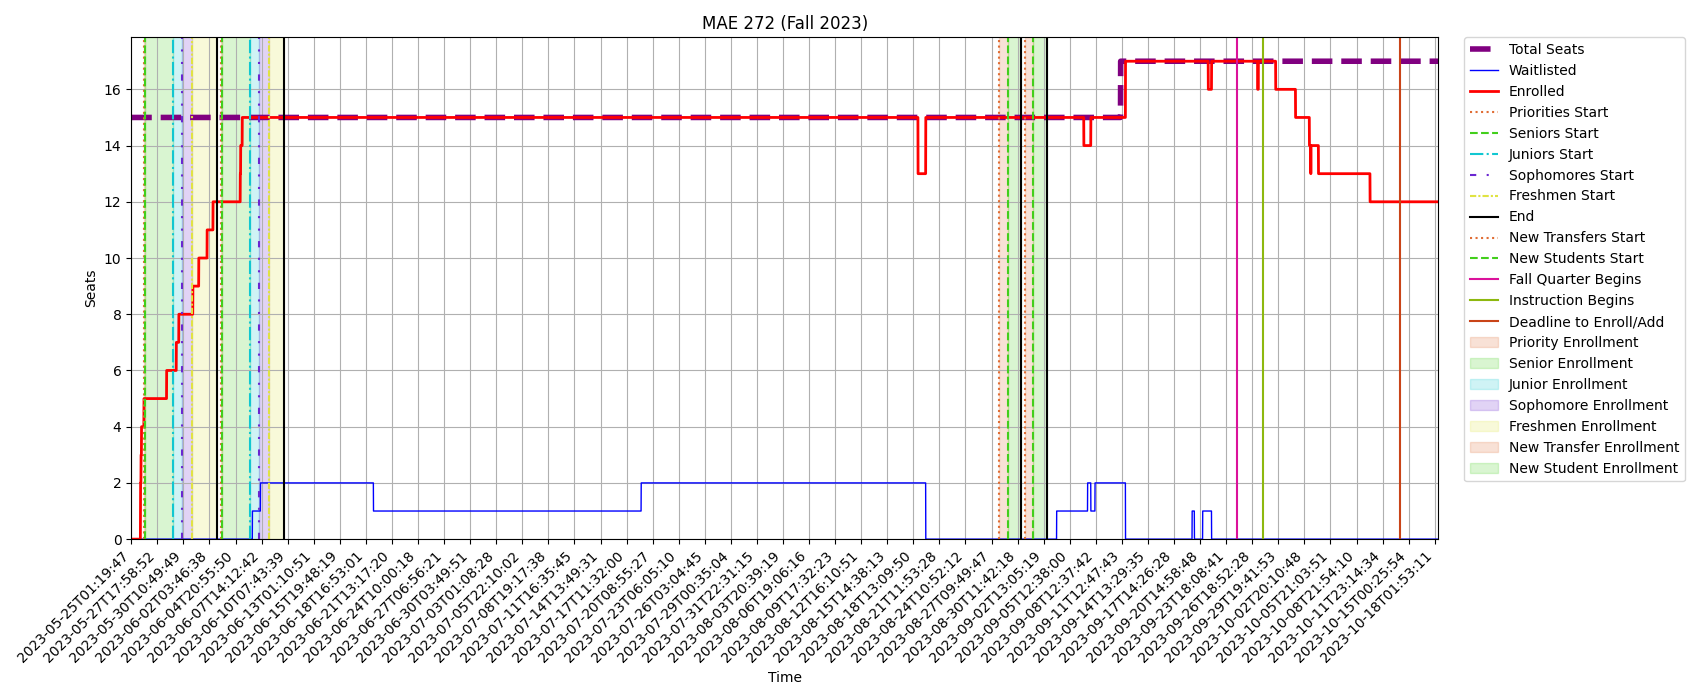 MAE 272 (Fall 2023)
Seats
16
14
12
10
8
6
4
2
0
2023-05-25T01:19:47
2023-05-27T17:58:52
2023-05-30T10:49:49
2023-06-02T03:46:38
2023-06-04T20:55:50
2023-06-07T14:12:42
2023-06-10T07:43:39
2023-06-13T01:10:51
2023-06-15T19:48:19
2023-06-18T16:53:01
2023-06-21T13:17:20
2023-06-24T10:00:18
2023-06-27T06:56:21
2023-06-30T03:49:51
2023-07-03T01:08:28
2023-07-05T22:10:02
2023-07-08T19:17:38
2023-07-11T16:35:45
2023-07-14T13:49:31
2023-07-17T11:32:00
2023-07-20T08:55:27
2023-07-23T06:05:10
2023-07-26T03:04:45
2023-07-29T00:35:04
2023-07-31T22:31:15
2023-08-03T20:39:19
2023-08-06T19:06:16
2023-08-09T17:32:23
2023-08-12T16:10:51
2023-08-15T14:38:13
2023-08-18T13:09:50
2023-08-21T11:53:28
2023-08-24T10:52:12
2023-08-27T09:49:47
2023-08-30T11:42:18
2023-09-02T13:05:19
2023-09-05T12:38:00
2023-09-08T12:37:42
2023-09-11T12:47:43
2023-09-14T13:29:35
2023-09-17T14:26:28
2023-09-20T14:58:48
2023-09-23T18:08:41
2023-09-26T18:52:28
2023-09-29T19:41:53
2023-10-02T20:10:48
2023-10-05T21:03:51
2023-10-08T21:54:10
2023-10-11T23:14:34
2023-10-15T00:25:54
2023-10-18T01:53:11
Time
Total Seats
Waitlisted
Enrolled
Priorities Start
Seniors Start
Juniors Start
Sophomores Start
Freshmen Start
End
New Transfers Start
New Students Start
Fall Quarter Begins
Instruction Begins
Deadline to Enroll/Add
Priority Enrollment
Senior Enrollment
Junior Enrollment
Sophomore Enrollment
Freshmen Enrollment
New Transfer Enrollment
New Student Enrollment